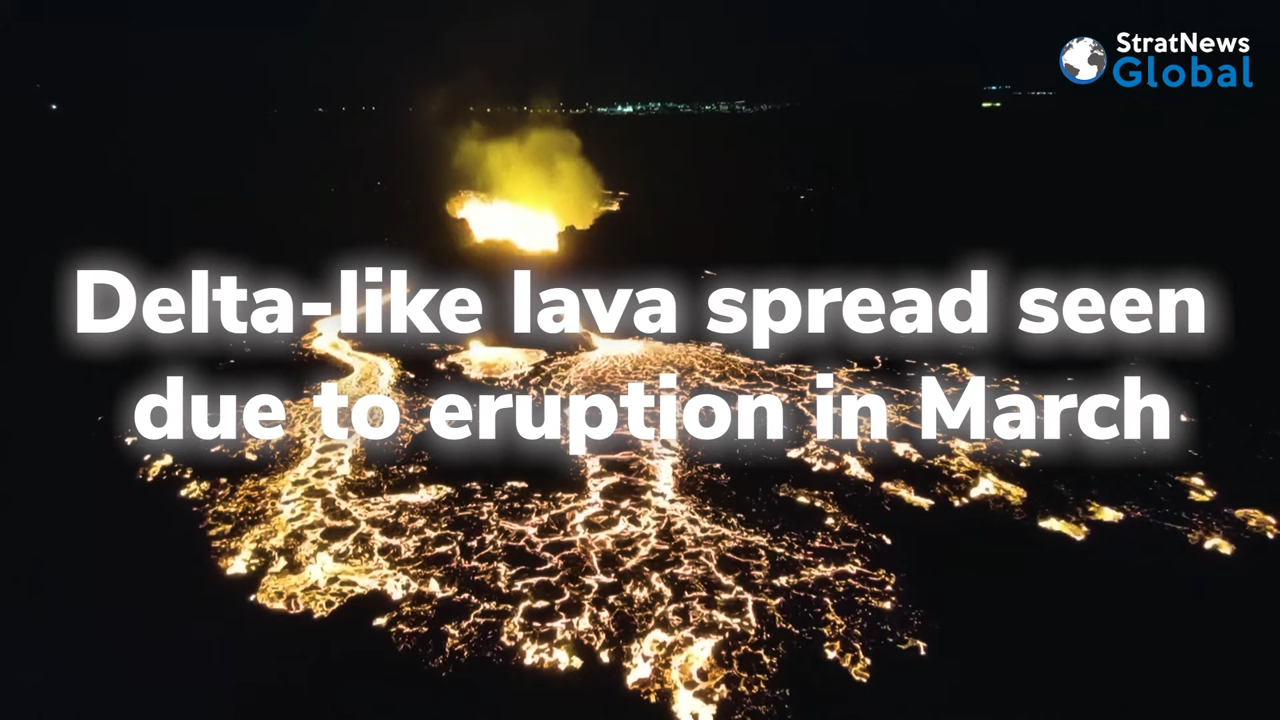 StratNews
Global
Delta-like lava spread seen
due to eruption in March